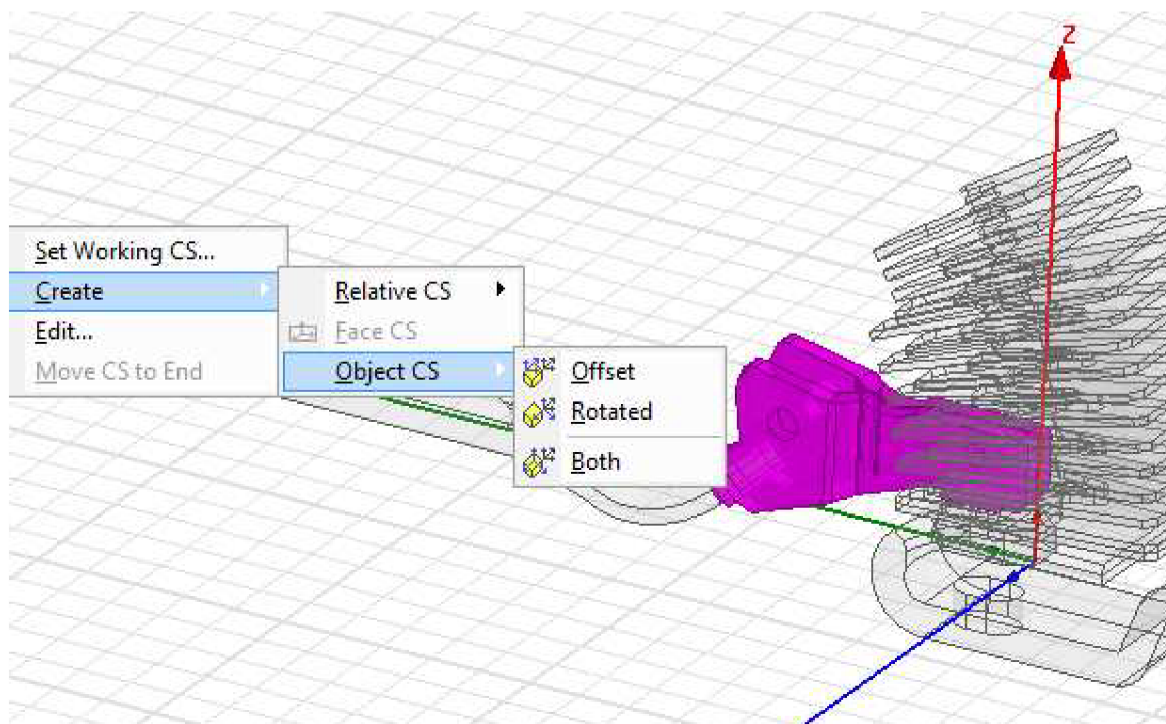 Z
Set Working CS...
Create
Edit...
Move CS to End
Relative CS
Face CS
Object CS
Offset
Rotated
Both